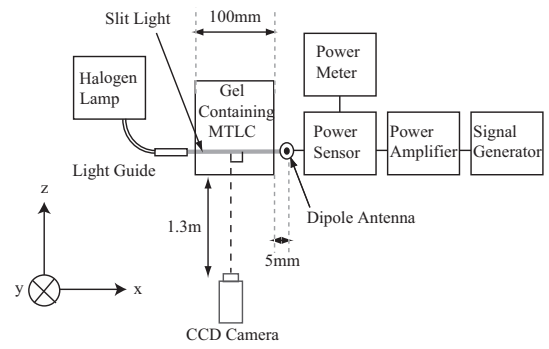 Slit Light
100mm
Halogen
Lamp
Gel
Containing
MTLC
Power
Meter
Power
Sensor
Power
Amplifier
Signal
Generator
Light Guide
Dipole Antenna
1.3m
5mm
z
y
x
CCD Camera